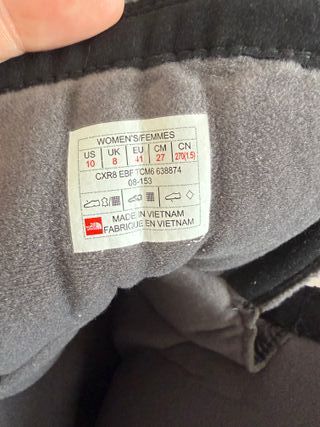 WOMEN'S/FEMMES
US UK EU CM CN
10 8 41 27 270(1.5)
CXR8 EBF TCM6 638874
08-153
MADE IN VIETNAM
FABRIQUE EN VIETNAM